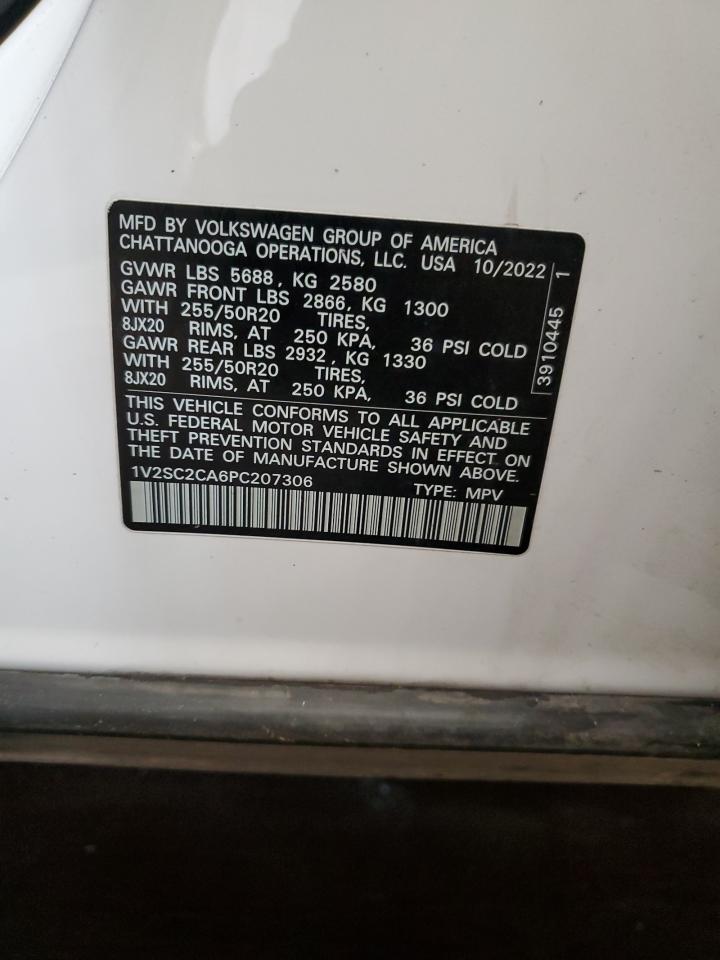 MFD BY VOLKSWAGEN GROUP OF AMERICA
CHATTANOOGA OPERATIONS, LLC. USA 10/2022
GVWR LBS 5688, KG 2580
GAWR FRONT LBS 2866, KG 1300
WITH 255/50R20 TIRES,
8JX20 RIMS, AT 250 KPA, 36 PSI COLD
GAWR REAR LBS 2932, KG 1330
WITH 255/50R20 TIRES,
8JX20 RIMS, AT 250 KPA, 36 PSI COLD
THIS VEHICLE CONFORMS TO ALL APPLICABLE
U.S. FEDERAL MOTOR VEHICLE SAFETY AND
THEFT PREVENTION STANDARDS IN EFFECT ON
THE DATE OF MANUFACTURE SHOWN ABOVE.
1V2SC2CA6PC207306 TYPE: MPV
3910445 1